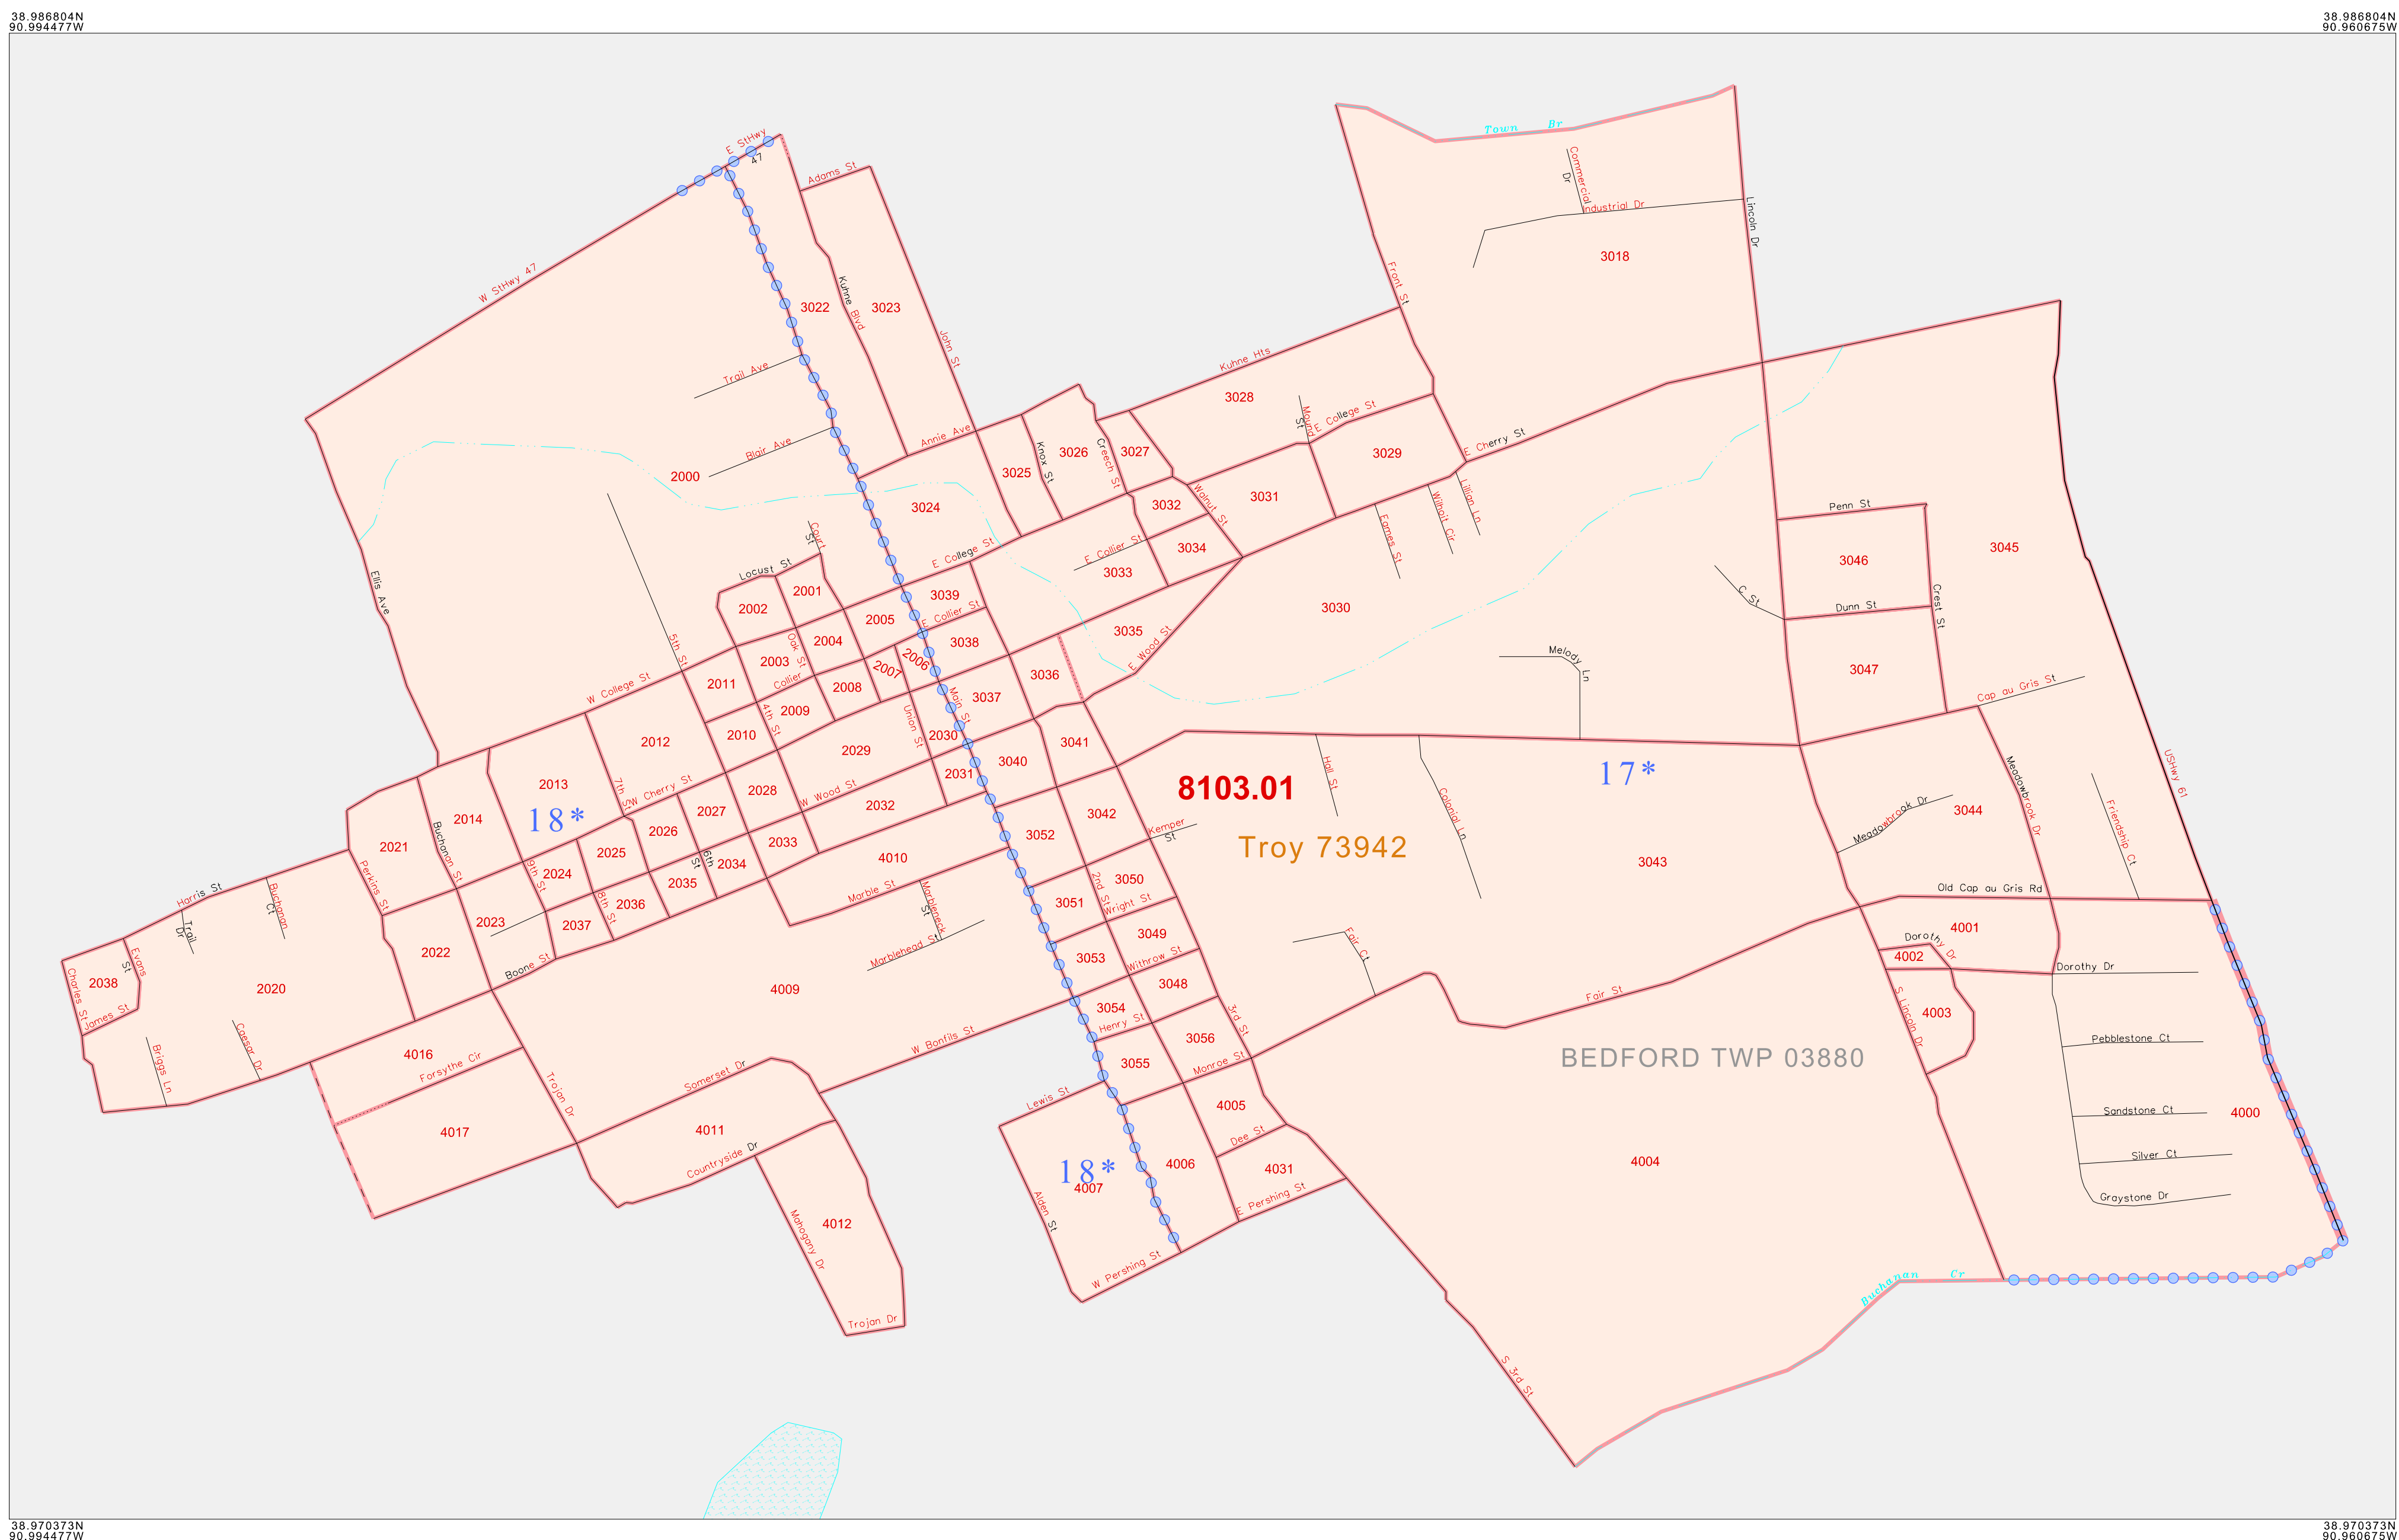 38.986804N
90.994477W
38.986804N
90.960675W
E StHwy
47
Adams St
W StHwy 47
Town Br
Commercial
Dr
Industrial Dr
Lincoln Dr
3018
Front St
3022
Kuhne Blvd
3023
John St
Trail Ave
Kuhne Hts
3028
Blair Ave
2000
Annie Ave
Knox St
3026
Creech St
3027
Mound
St
E College St
3029
E Cherry St
3025
3024
3032
Walnut St
3031
Wilhoit Cir
Lillian Ln
Penn St
3045
Court
St
E College St
E Collier St
3034
Fames St
3046
Ellis Ave
Locust St
2001
2002
3039
3033
C St
Dunn St
Crest St
3030
2005
E Collier St
3035
E Wood St
5th St
Oak St
2004
3038
2003
2006
2007
Melody
Ln
3047
W College St
2011
Collier
2008
3036
Cap au Gris St
2009
4th St
Main St
3037
2012
2010
Union St
2030
3041
2029
3040
Meadowbrook Dr
USHwy 61
2013
7th St
W Cherry St
2028
W Wood St
2031
8103.01
17*
Hall St
Colonial Ln
2014
18*
2027
2032
3042
Kemper
St
Meadowbrook Dr
3044
Friendship Ct
2021
Buchanan St
2026
2033
3052
Troy 73942
3043
2025
6th
St
2034
4010
Perkins St
9th St
2024
2035
Marble St
2nd St
3050
Old Cap au Gris Rd
Harris St
Buchanan
Ct
8th St
2036
Marbleneck
St
3051
Wright St
Trail
Dr
2023
2037
Marblehead St
3049
Fair Ct
4001
Evans
St
2022
3053
Withrow St
Dorothy Dr
4002
Boone St
Dorothy Dr
Charles St
2038
2020
4009
3048
Fair St
James St
3054
3rd St
S Lincoln Dr
4003
Briggs Ln
Caesar Dr
W Bonfils St
Henry St
3056
Pebblestone Ct
4016
Forsythe Cir
3055
Monroe St
BEDFORD TWP 03880
Trojan Dr
Somerset Dr
Lewis St
4005
Sandstone Ct
4000
4017
4011
Dee St
Countryside Dr
18*
4006
4031
4004
Silver Ct
4007
Alden St
E Pershing St
Graystone Dr
Mahogany Dr
4012
W Pershing St
Buchanan Cr
Trojan Dr
S 3rd St
38.970373N
90.994477W
38.970373N
90.960675W